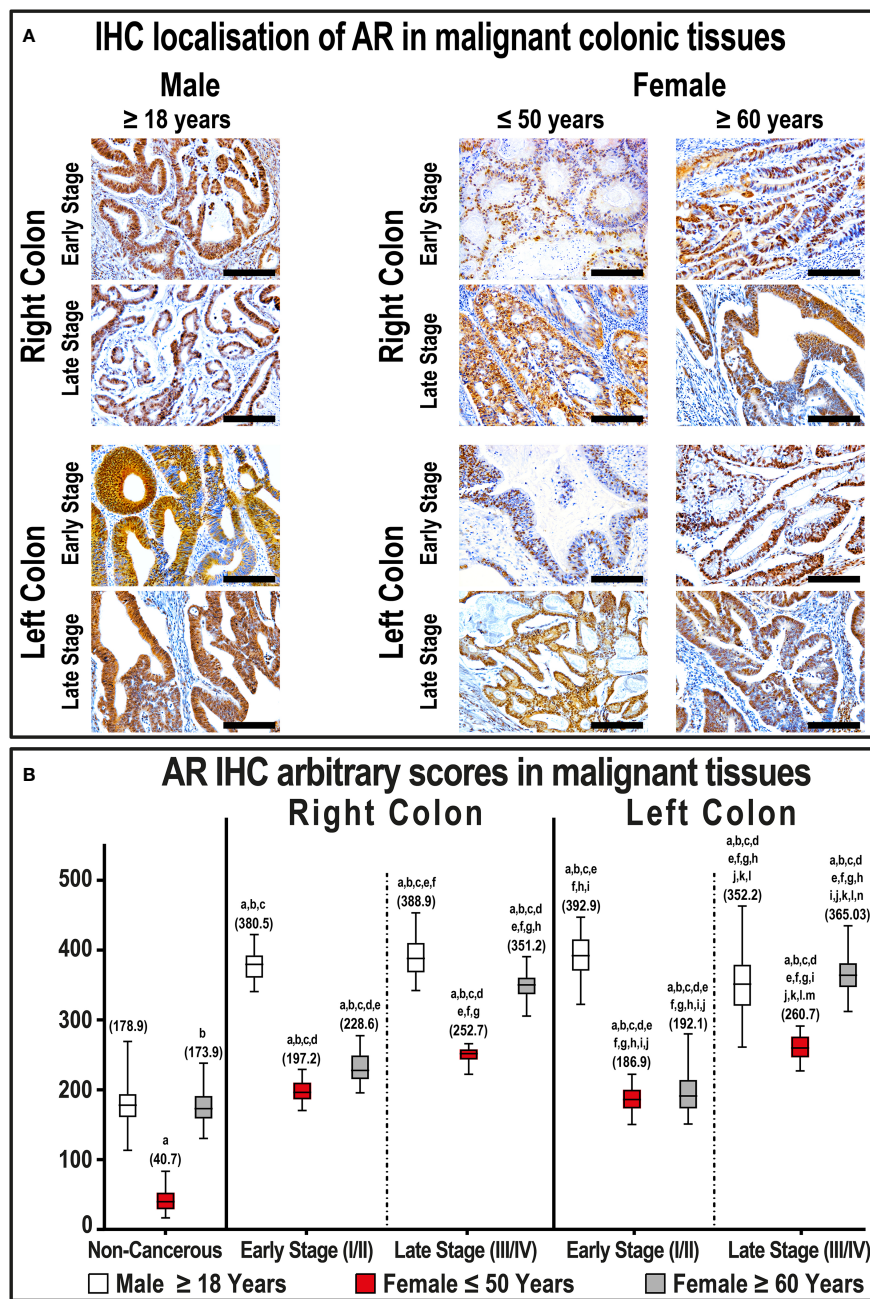 A
IHC localisation of AR in malignant colonic tissues
Male
Female
≥ 18 years
≤ 50 years
≥ 60 years
Right Colon
Early Stage
Late Stage
Right Colon
Early Stage
Late Stage
Left Colon
Early Stage
Late Stage
Left Colon
Early Stage
Late Stage
B
AR IHC arbitrary scores in malignant tissues
Right Colon
Left Colon
500
400
300
200
100
0
(178.9)
a
(40.7)
b
(173.9)
a,b,c
(380.5)
a,b,c,d
(197.2)
a,b,c,d,e
(228.6)
a,b,c,e,f
(388.9)
a,b,c,d
e,f,g
(252.7)
a,b,c,d
e,f,g,h
(351.2)
a,b,c,e
f,h,i
(392.9)
a,b,c,d,e
f,g,h,i,j
(186.9)
a,b,c,d,e
f,g,h,i,j
(192.1)
a,b,c,d
e,f,g,h
j,k,l
(352.2)
a,b,c,d
e,f,g,i
j,k,l.m
(260.7)
a,b,c,d
e,f,g,h
i,j,k,l,n
(365.03)
Non-Cancerous
Early Stage (I/II)
Late Stage (III/IV)
Early Stage (I/II)
Late Stage (III/IV)
Male ≥ 18 Years
Female ≤ 50 Years
Female ≥ 60 Years